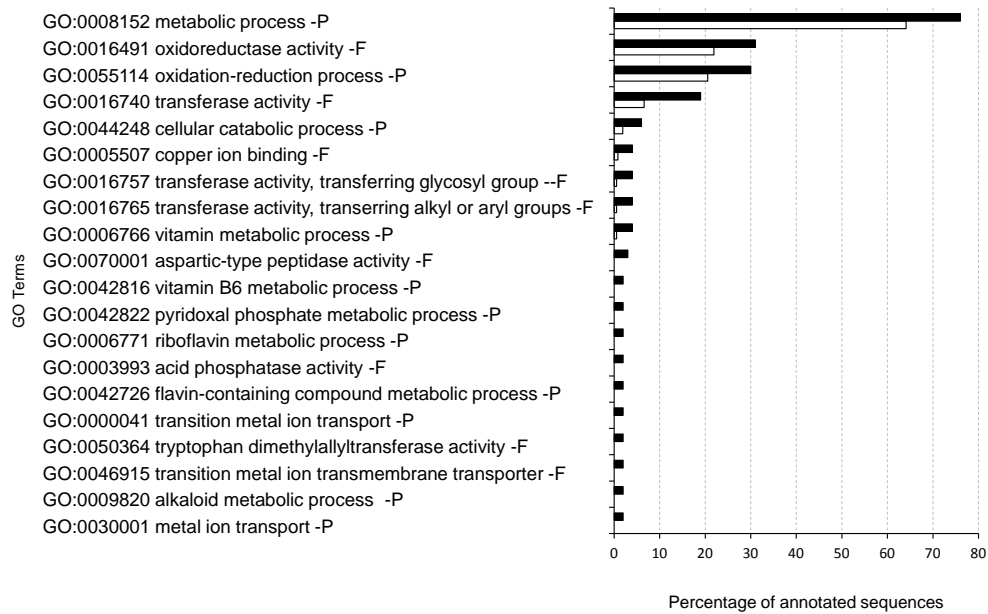 GO:0008152 metabolic process -P
GO:0016491 oxidoreductase activity -F
GO:0055114 oxidation-reduction process -P
GO:0016740 transferase activity -F
GO:0044248 cellular catabolic process -P
GO:0005507 copper ion binding -F
GO:0016757 transferase activity, transferring glycosyl group --F
GO:0016765 transferase activity, transerring alkyl or aryl groups -F
GO:0006766 vitamin metabolic process -P
GO:0070001 aspartic-type peptidase activity -F
GO:0042816 vitamin B6 metabolic process -P
GO:0042822 pyridoxal phosphate metabolic process -P
GO:0006771 riboflavin metabolic process -P
GO:0003993 acid phosphatase activity -F
GO:0042726 flavin-containing compound metabolic process -P
GO:0000041 transition metal ion transport -P
GO:0050364 tryptophan dimethylallyltransferase activity -F
GO:0046915 transition metal ion transmembrane transporter -F
GO:0009820 alkaloid metabolic process -P
GO:0030001 metal ion transport -P
GO Terms
0 10 20 30 40 50 60 70 80
Percentage of annotated sequences